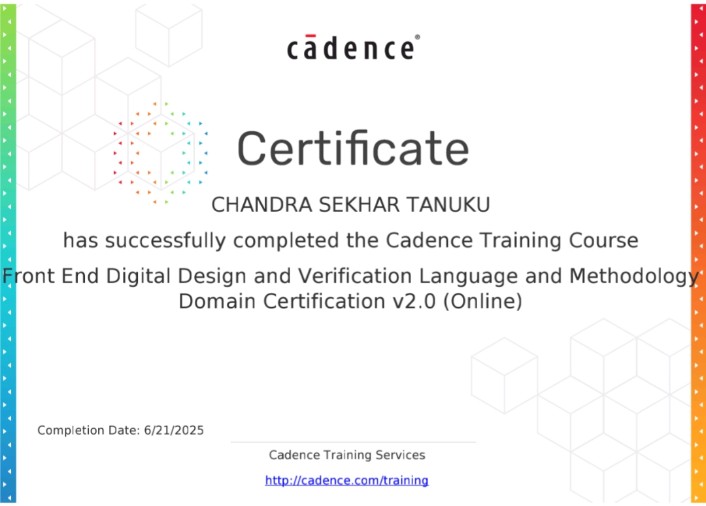 cādence®
Certificate
CHANDRA SEKHAR TANUKU
has successfully completed the Cadence Training Course
Front End Digital Design and Verification Language and Methodology
Domain Certification v2.0 (Online)
Completion Date: 6/21/2025
Cadence Training Services
http://cadence.com/training